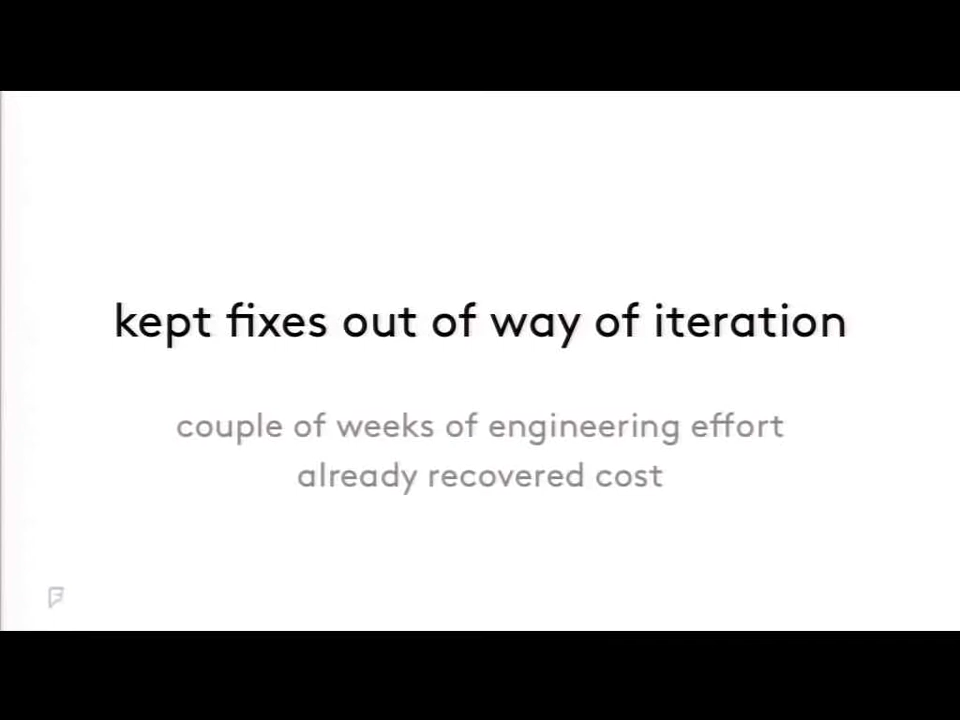 kept fixes out of way of iteration
couple of weeks of engineering effort
already recovered cost